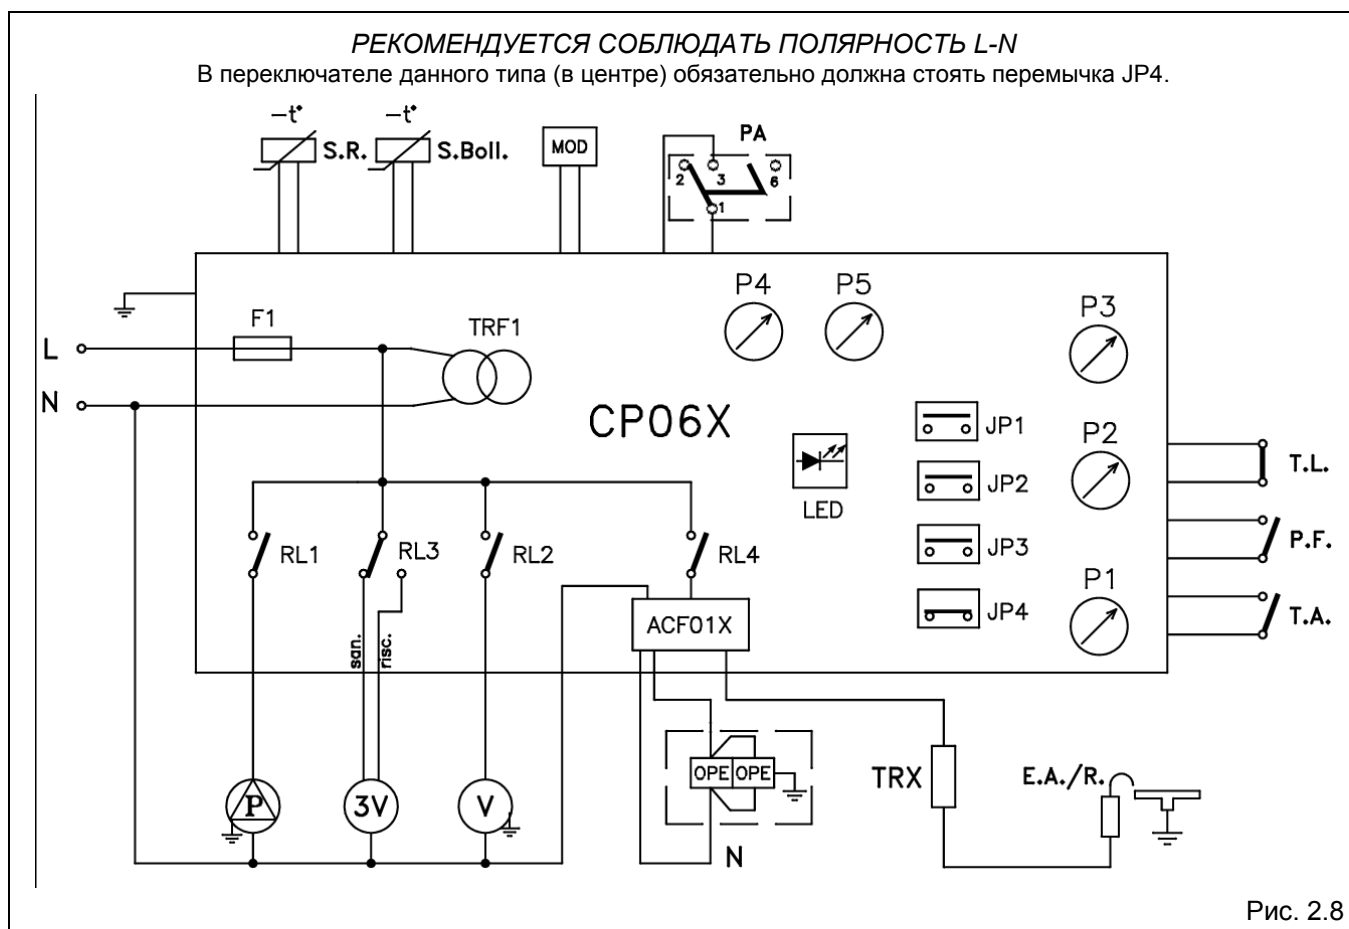 РЕКОМЕНДУЕТСЯ СОБЛЮДАТЬ ПОЛЯРНОСТЬ L-N
В переключателе данного типа (в центре) обязательно должна стоять перемычка JP4.
-t° -t°
S.R. S.Boll. MOD PA
2 3 6
1
P4 P5
P3
F1 TRF1
L
N
CP06X
JP1
P2
JP2
T.L.
LED
RL1 RL3 RL2 RL4
JP3
P.F.
P1
JP4
ACF01X
T.A.
san. risc.
OPE OPE
TRX E.A./R.
P 3V V
N
Рис. 2.8